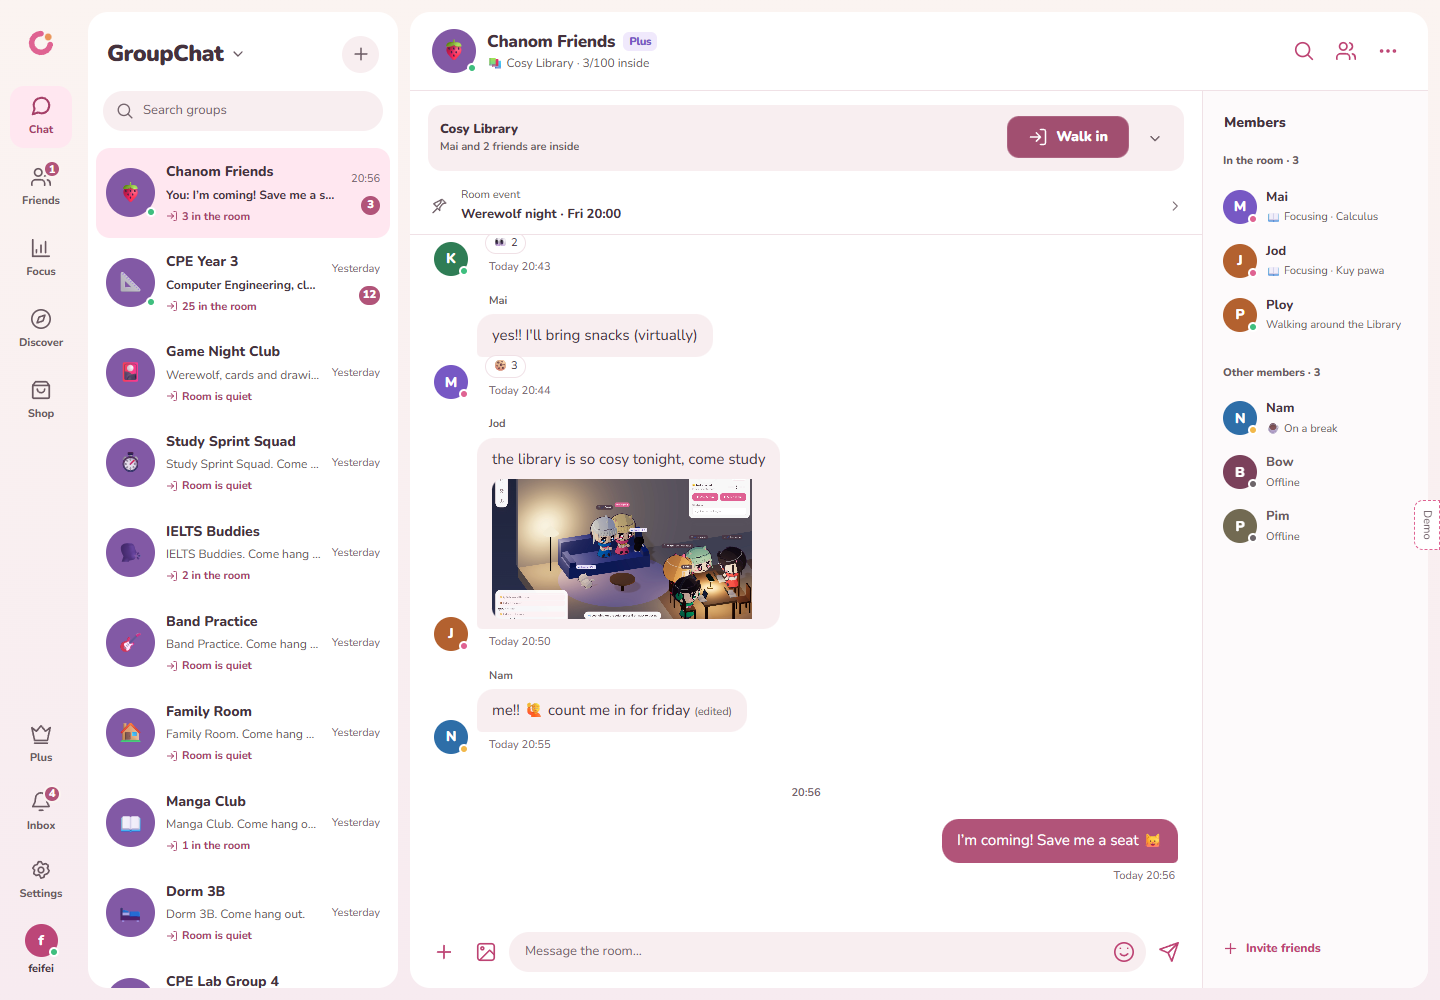 Chat
1
Friends
Focus
Discover
Shop
Plus
4
Inbox
Settings
f
feifei
GroupChat
Search groups
Chanom Friends
20:56
You: I'm coming! Save me a s...
3
3 in the room
CPE Year 3
Yesterday
Computer Engineering, cl...
12
25 in the room
Game Night Club
Werewolf, cards and drawi...
Yesterday
Room is quiet
Study Sprint Squad
Study Sprint Squad. Come ...
Yesterday
Room is quiet
IELTS Buddies
IELTS Buddies. Come hang ...
Yesterday
2 in the room
Band Practice
Band Practice. Come hang ...
Yesterday
Room is quiet
Family Room
Family Room. Come hang ...
Yesterday
Room is quiet
Manga Club
Manga Club. Come hang o...
Yesterday
1 in the room
Dorm 3B
Dorm 3B. Come hang out.
Yesterday
Room is quiet
CPE Lab Group 4
Chanom Friends Plus
Cosy Library · 3/100 inside
Cosy Library
Mai and 2 friends are inside
Walk in
Room event
Werewolf night · Fri 20:00
K
2
Today 20:43
Mai
yes!! I'll bring snacks (virtually)
3
M
Today 20:44
Jod
the library is so cosy tonight, come study
J
Today 20:50
Nam
me!! count me in for friday (edited)
N
Today 20:55
20:56
I'm coming! Save me a seat
Today 20:56
Message the room...
Members
In the room · 3
M
Mai
Focusing · Calculus
J
Jod
Focusing · Kuy pawa
P
Ploy
Walking around the Library
Other members · 3
N
Nam
On a break
B
Bow
Offline
P
Pim
Offline
Invite friends
Demo